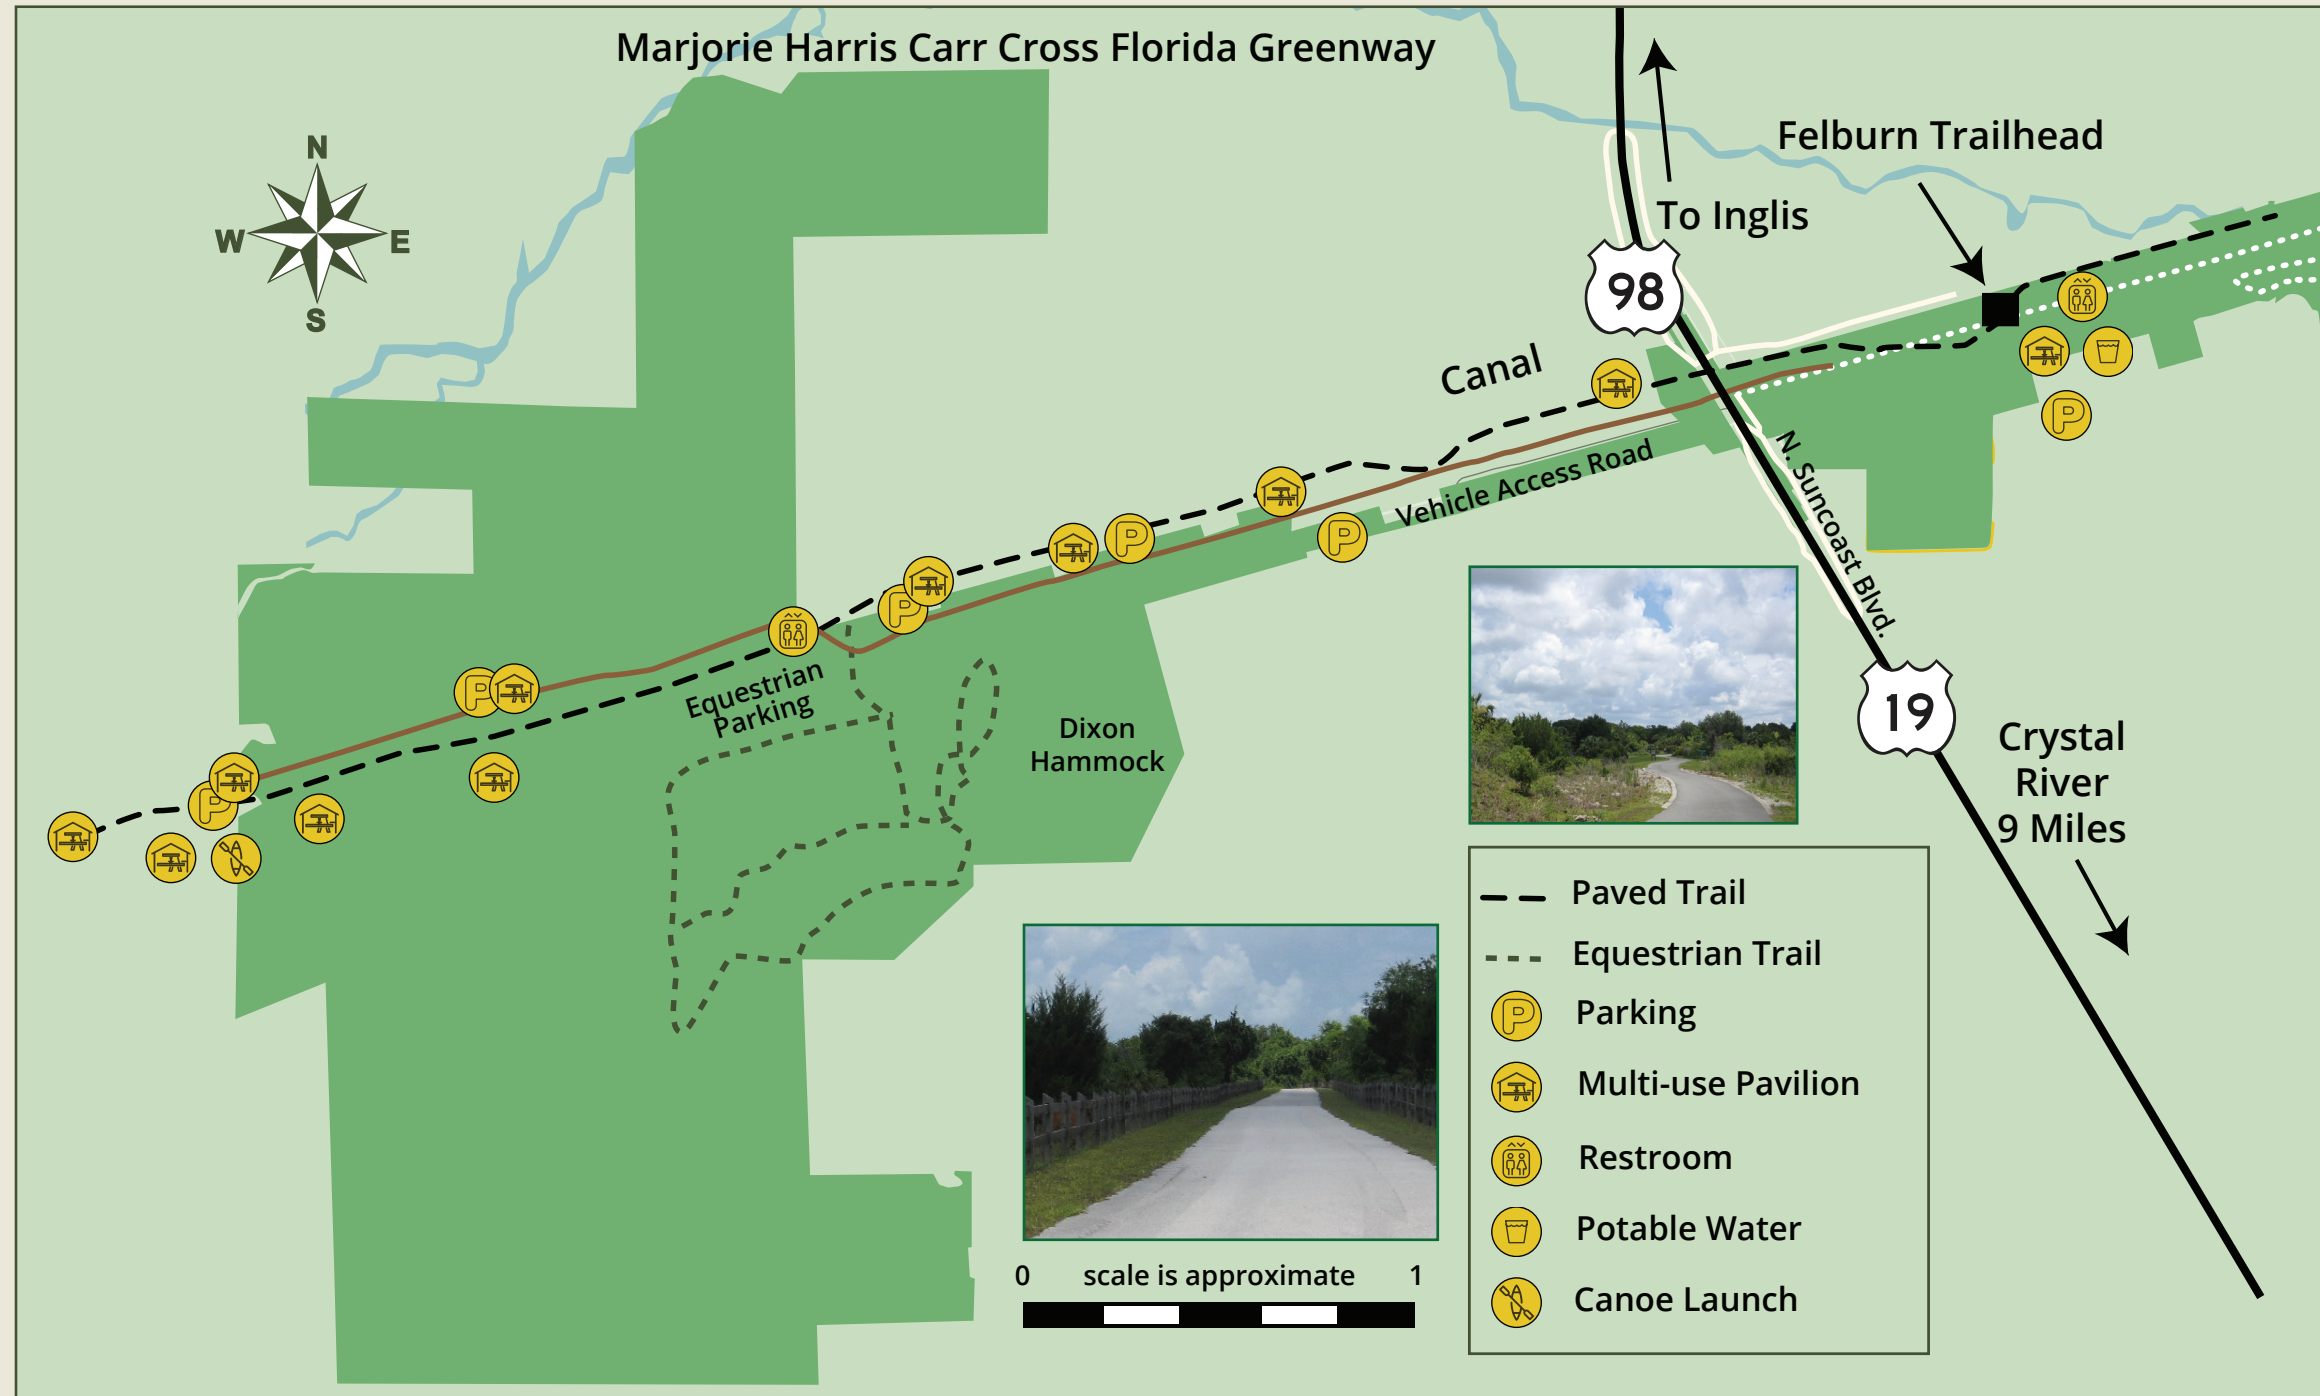 Marjorie Harris Carr Cross Florida Greenway
N
W
E
S
Felburn Trailhead
To Inglis
98
Canal
Vehicle Access Road
N. Suncoast Blvd.
P
P
P
P
P
P
Equestrian
Parking
Dixon
Hammock
19
Crystal
River
9 Miles
Paved Trail
Equestrian Trail
P
Parking
Multi-use Pavilion
Restroom
Potable Water
Canoe Launch
0 scale is approximate 1